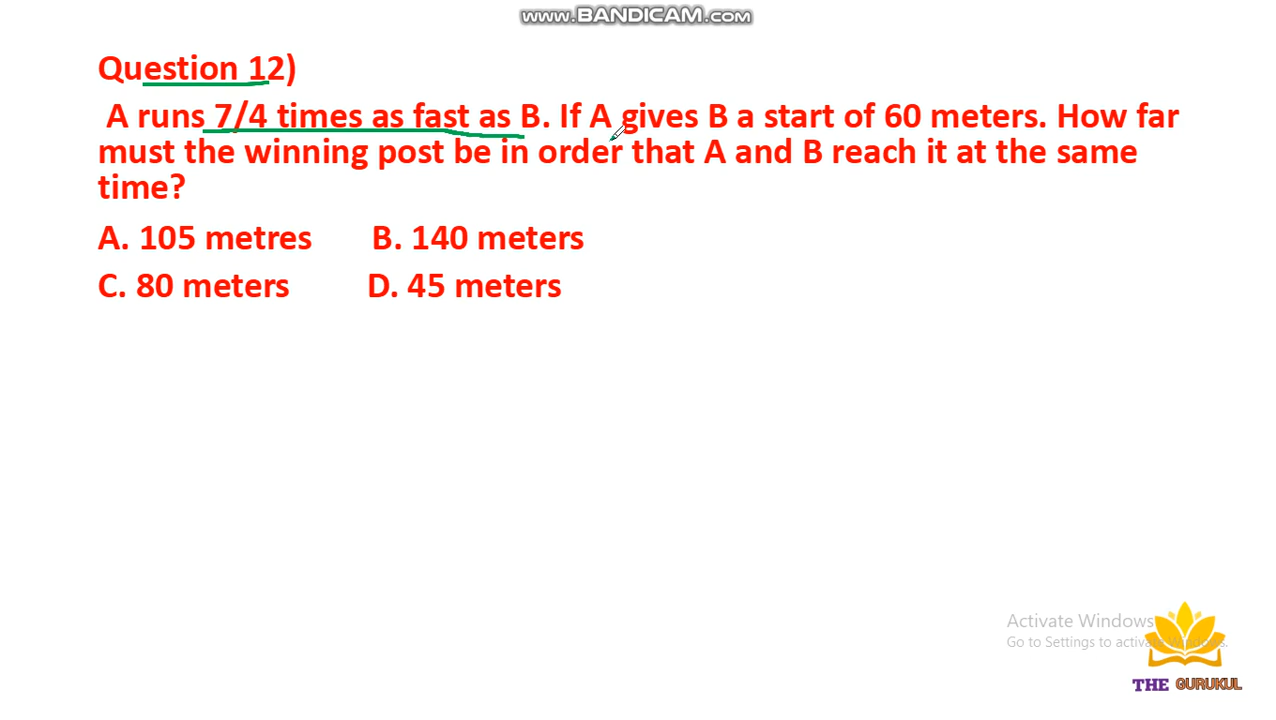 www.BANDICAM.com
Question 12)
A runs 7/4 times as fast as B. If A gives B a start of 60 meters. How far
must the winning post be in order that A and B reach it at the same
time?
A. 105 metres B. 140 meters
C. 80 meters D. 45 meters
Activate Windows
Go to Settings to activate Windows.
THE GURUKUL